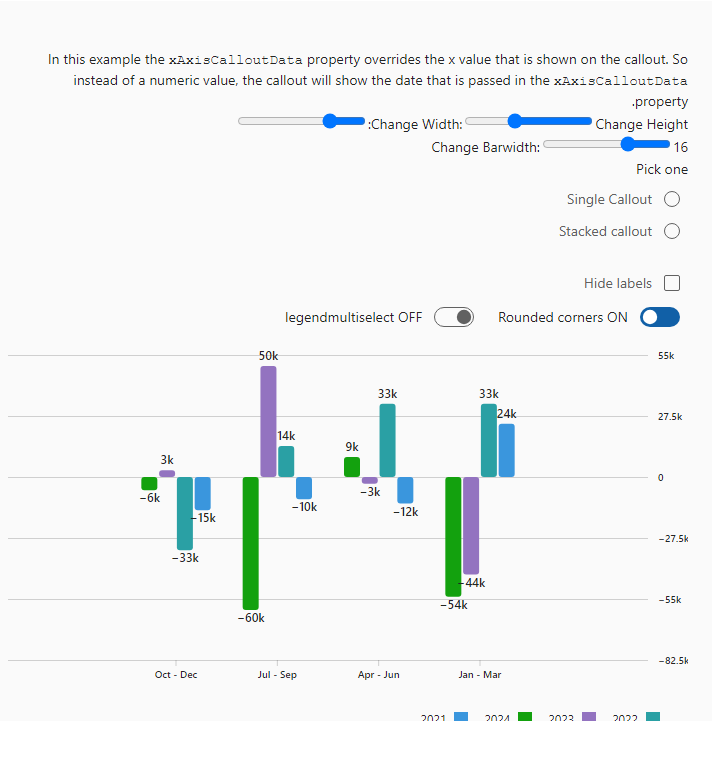 In this example the xAxisCalloutData property overrides the x value that is shown on the callout. So
instead of a numeric value, the callout will show the date that is passed in the xAxisCalloutData
.property
:Change Width: Change Height
Change Barwidth: 16
Pick one
Single Callout
Stacked callout
Hide labels
legendmultiselect OFF Rounded corners ON
55k
27.5k
0
−27.5k
−55k
−82.5k
−6k
3k
−33k
−15k
−60k
50k
14k
−10k
9k
−3k
33k
−12k
−54k
−44k
33k
24k
Oct - Dec Jul - Sep Apr - Jun Jan - Mar
2021 2024 2023 2022